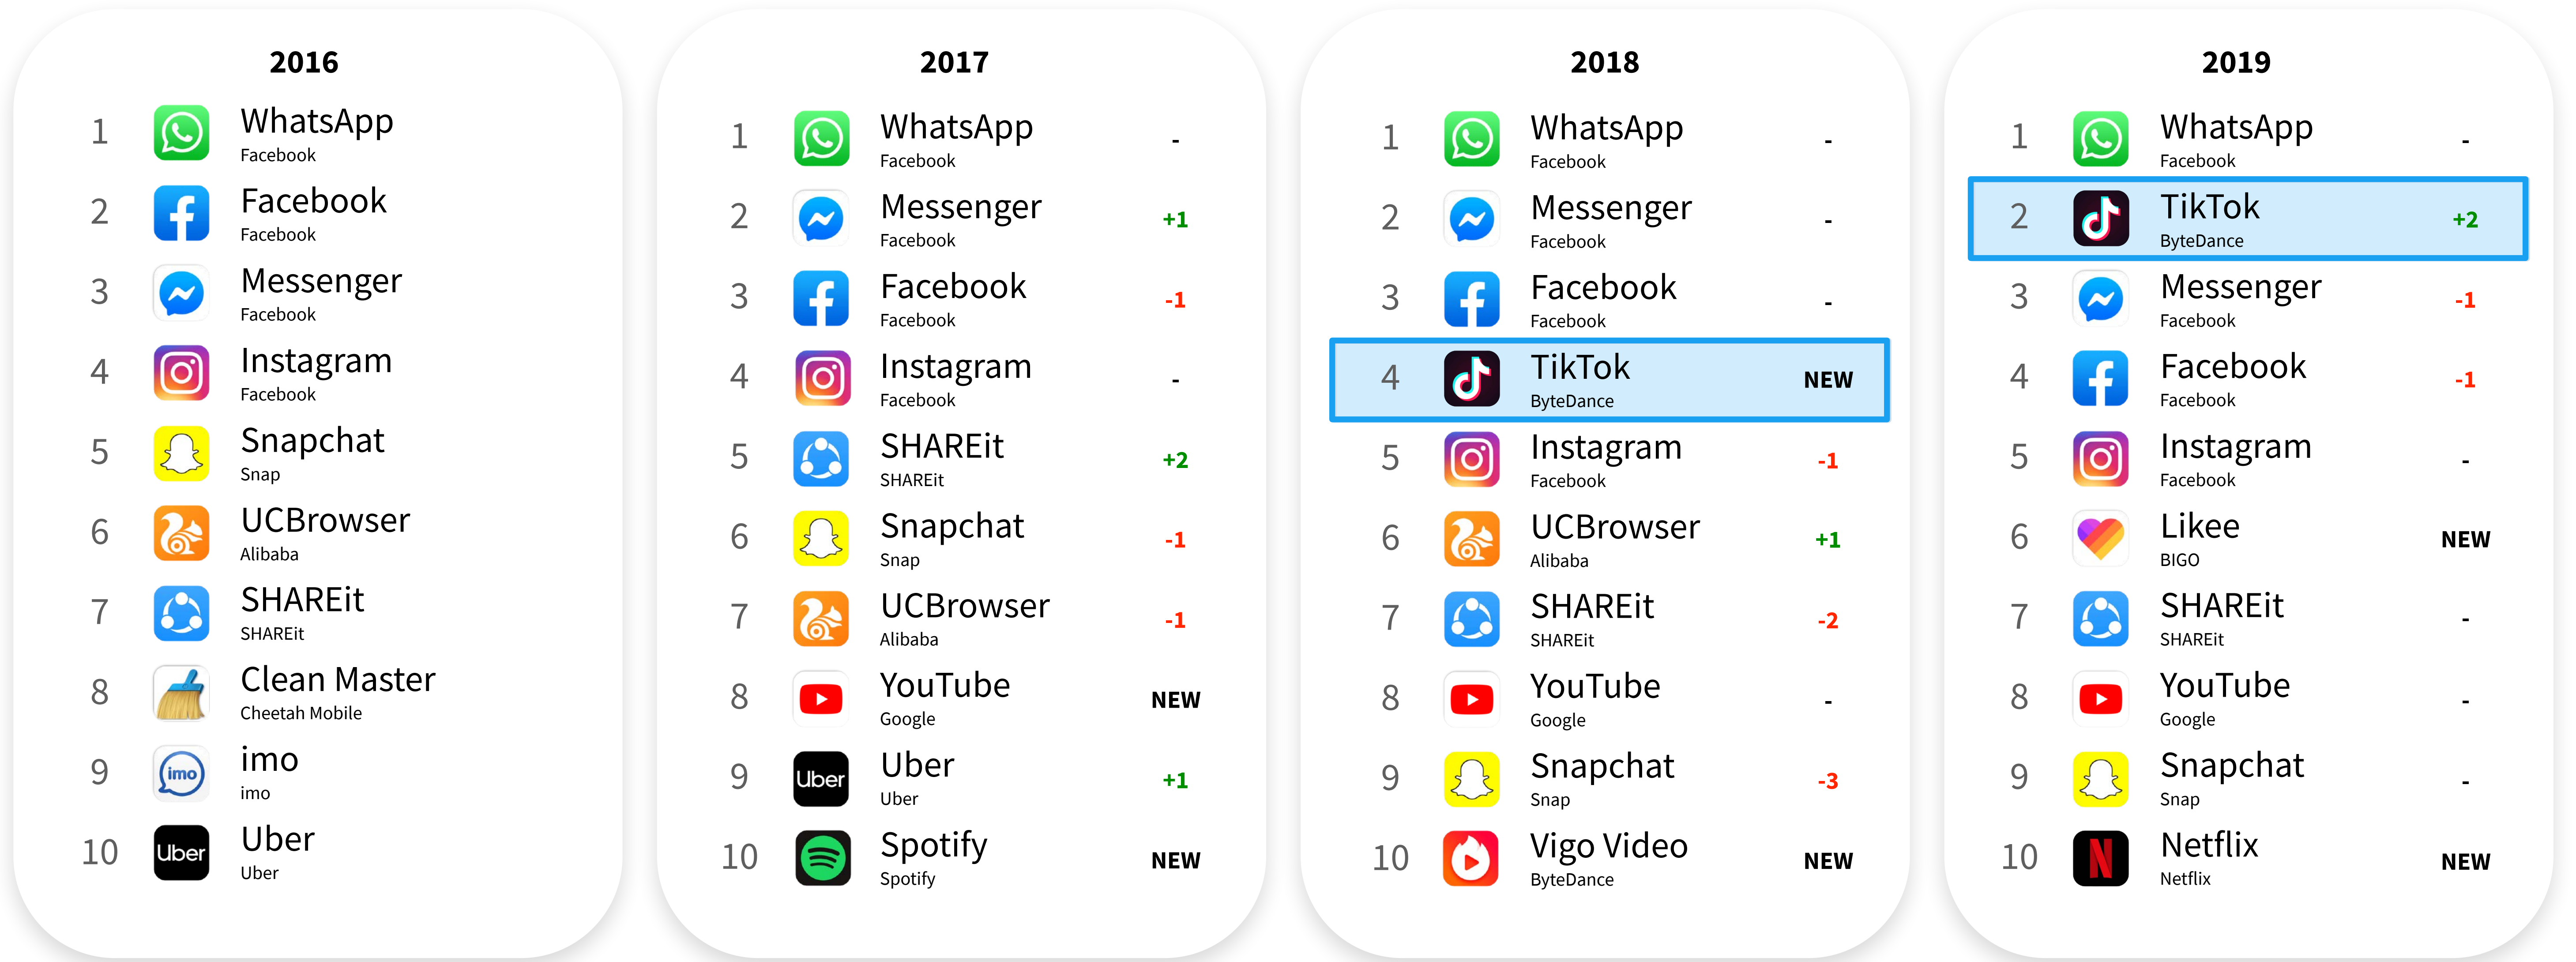 2016
1
WhatsApp
Facebook
2
Facebook
Facebook
3
Messenger
Facebook
4
Instagram
Facebook
5
Snapchat
Snap
6
UCBrowser
Alibaba
7
SHAREit
SHAREit
8
Clean Master
Cheetah Mobile
9
imo
imo
imo
10
Uber
Uber
Uber
2017
1
WhatsApp
Facebook
-
2
Messenger
Facebook
+1
3
Facebook
Facebook
-1
4
Instagram
Facebook
-
5
SHAREit
SHAREit
+2
6
Snapchat
Snap
-1
7
UCBrowser
Alibaba
-1
8
YouTube
Google
NEW
9
Uber
Uber
Uber
+1
10
Spotify
Spotify
NEW
2018
1
WhatsApp
Facebook
-
2
Messenger
Facebook
-
3
Facebook
Facebook
-
4
TikTok
ByteDance
NEW
5
Instagram
Facebook
-1
6
UCBrowser
Alibaba
+1
7
SHAREit
SHAREit
-2
8
YouTube
Google
-
9
Snapchat
Snap
-3
10
Vigo Video
ByteDance
NEW
2019
1
WhatsApp
Facebook
-
2
TikTok
ByteDance
+2
3
Messenger
Facebook
-1
4
Facebook
Facebook
-1
5
Instagram
Facebook
-
6
Likee
BIGO
NEW
7
SHAREit
SHAREit
-
8
YouTube
Google
-
9
Snapchat
Snap
-
10
Netflix
Netflix
NEW